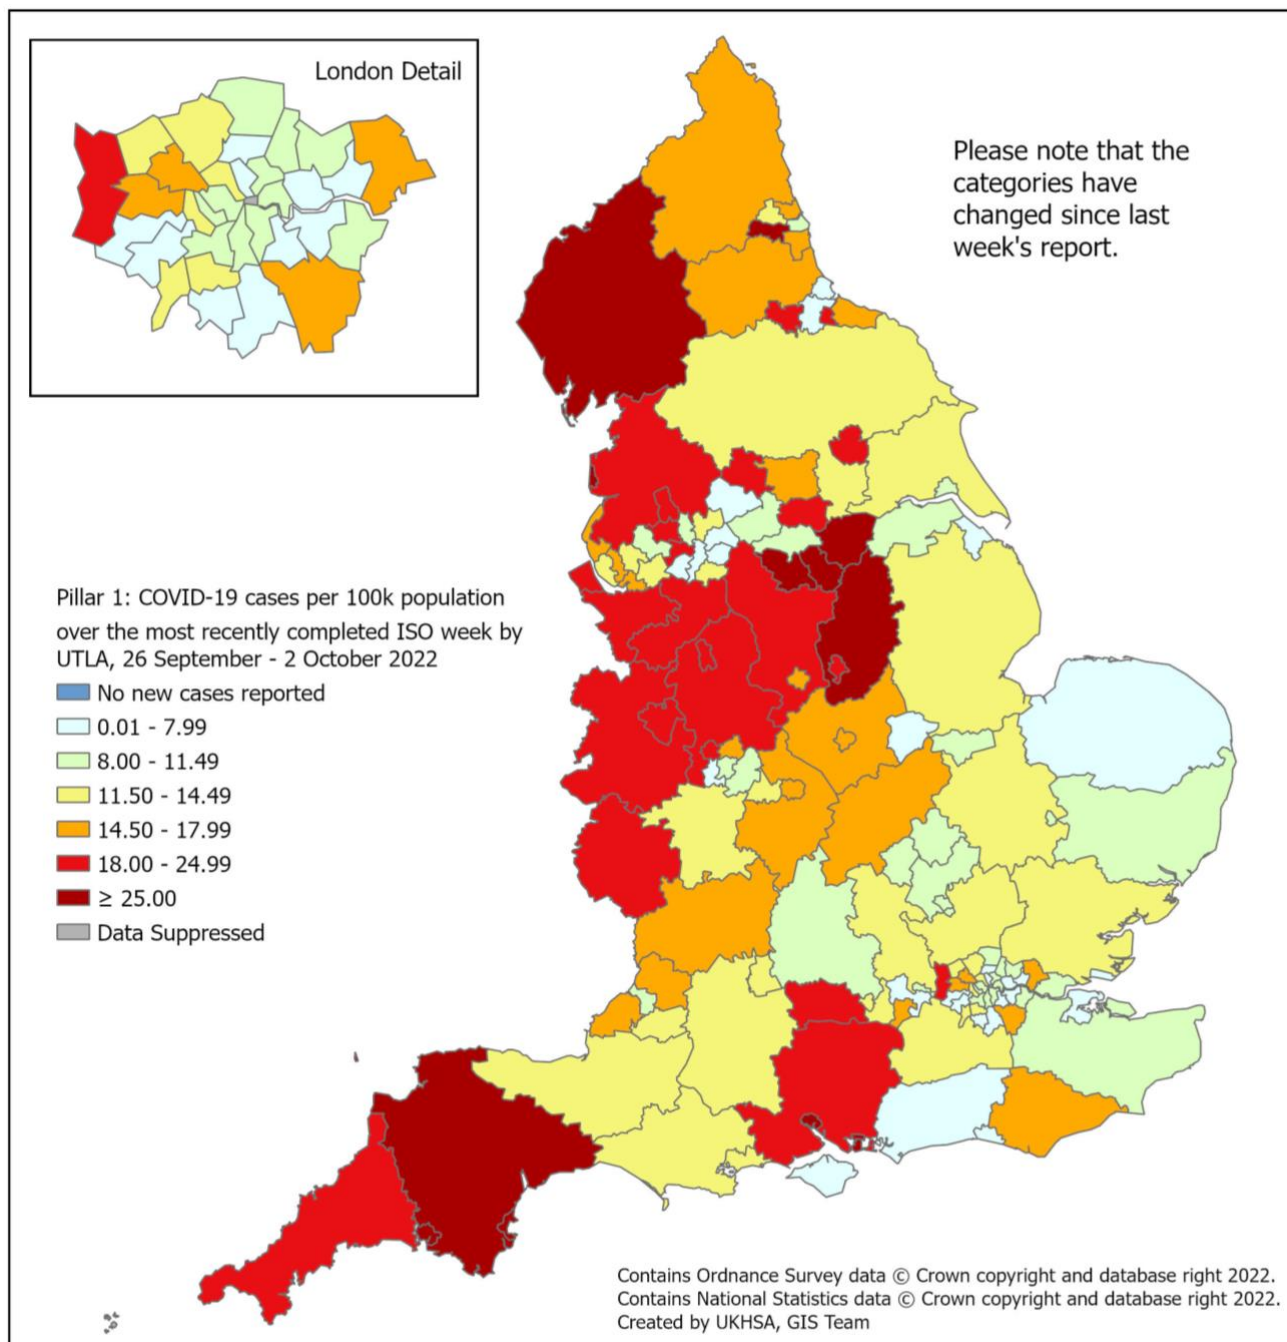 London Detail
Please note that the
categories have
changed since last
week's report.
Pillar 1: COVID-19 cases per 100k population
over the most recently completed ISO week by
UTLA, 26 September - 2 October 2022
No new cases reported
0.01 - 7.99
8.00 - 11.49
11.50 - 14.49
14.50 - 17.99
18.00 - 24.99
≥ 25.00
Data Suppressed
Contains Ordnance Survey data © Crown copyright and database right 2022.
Contains National Statistics data © Crown copyright and database right 2022.
Created by UKHSA, GIS Team